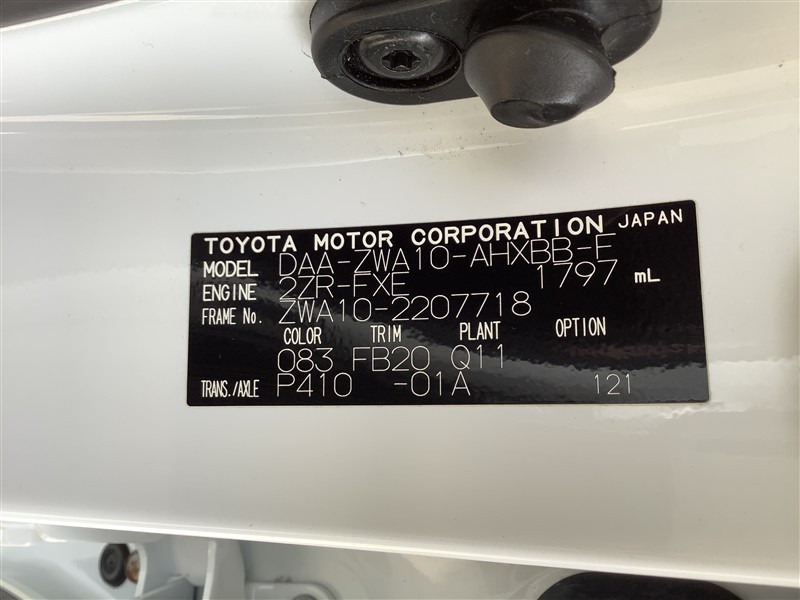 TOYOTA MOTOR CORPORATION JAPAN
MODEL DAA-ZWA10-AHXBB-E
ENGINE 2ZR-FXE 1797 mL
FRAME No. ZWA10-2207718
COLOR TRIM PLANT OPTION
083 FB20 Q11
TRANS./AXLE P410 -01A 121